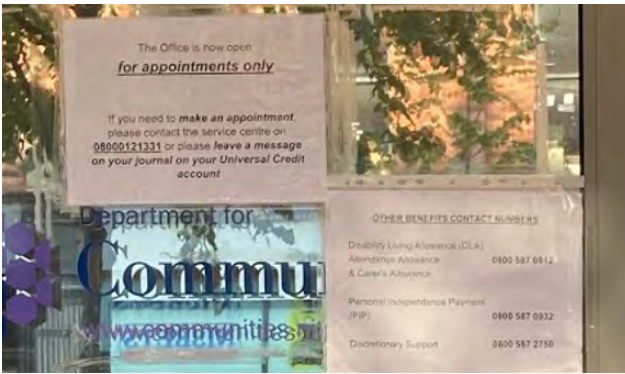 The Office is now open
for appointments only
If you need to make an appointment,
please contact the service centre on
08000121331 or please leave a message
on your journal on your Universal Credit
account
Department for
Commu
www.communities-ni
OTHER BENEFITS CONTACT NUMBERS
Disability Living Allowance (DLA)
Attendance Allowance 0800 587 0912
& Carer's Allowance
Personal Independence Payment
(PIP) 0800 587 0932
Discretionary Support 0800 587 2750